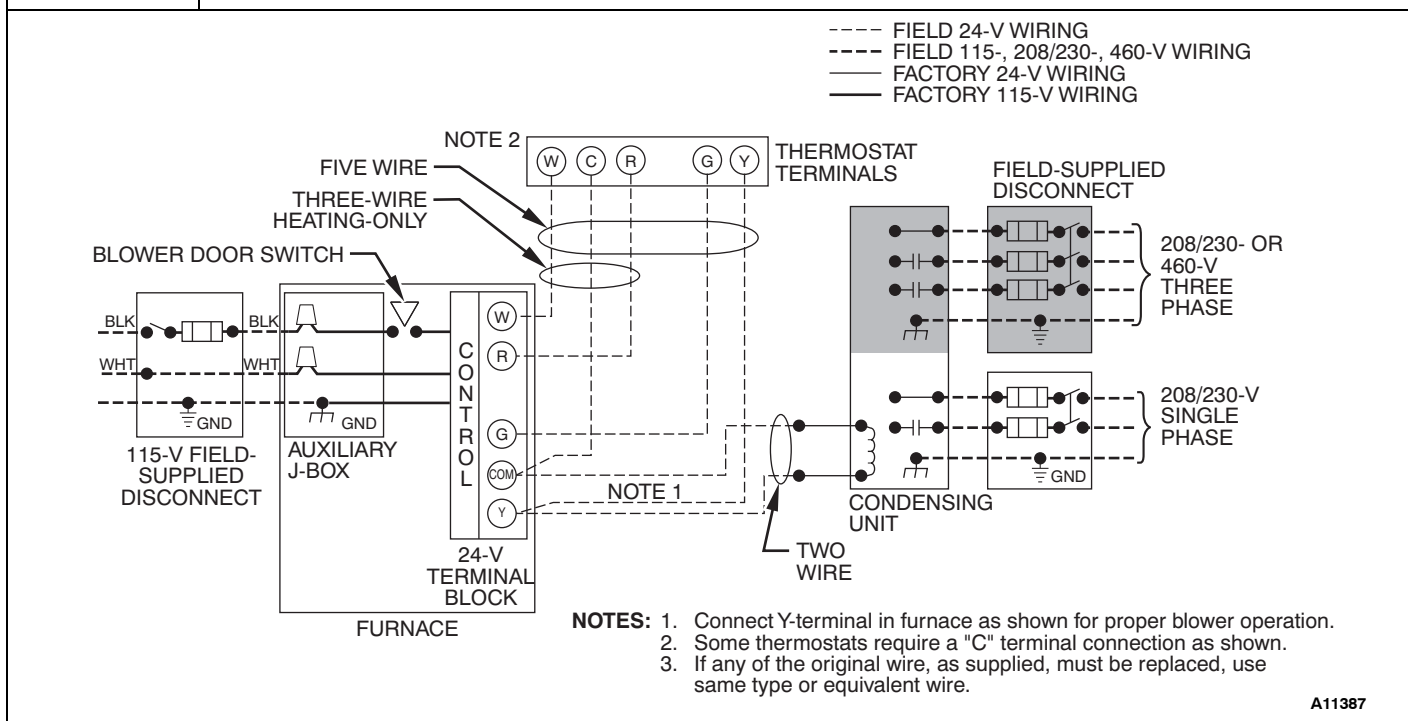 FIELD 24-V WIRING
FIELD 115-, 208/230-, 460-V WIRING
FACTORY 24-V WIRING
FACTORY 115-V WIRING
NOTE 2
W C R G Y
THERMOSTAT
TERMINALS
FIVE WIRE
THREE-WIRE
HEATING-ONLY
BLOWER DOOR SWITCH
FIELD-SUPPLIED
DISCONNECT
208/230- OR
460-V
THREE
PHASE
BLK
BLK
WHT
WHT
GND
GND
115-V FIELD-
SUPPLIED
DISCONNECT
AUXILIARY
J-BOX
CONTROL
W
R
G
COM
Y
NOTE 1
24-V
TERMINAL
BLOCK
FURNACE
TWO
WIRE
CONDENSING
UNIT
GND
208/230-V
SINGLE
PHASE
NOTES: 1. Connect Y-terminal in furnace as shown for proper blower operation.
2. Some thermostats require a "C" terminal connection as shown.
3. If any of the original wire, as supplied, must be replaced, use
same type or equivalent wire.
A11387